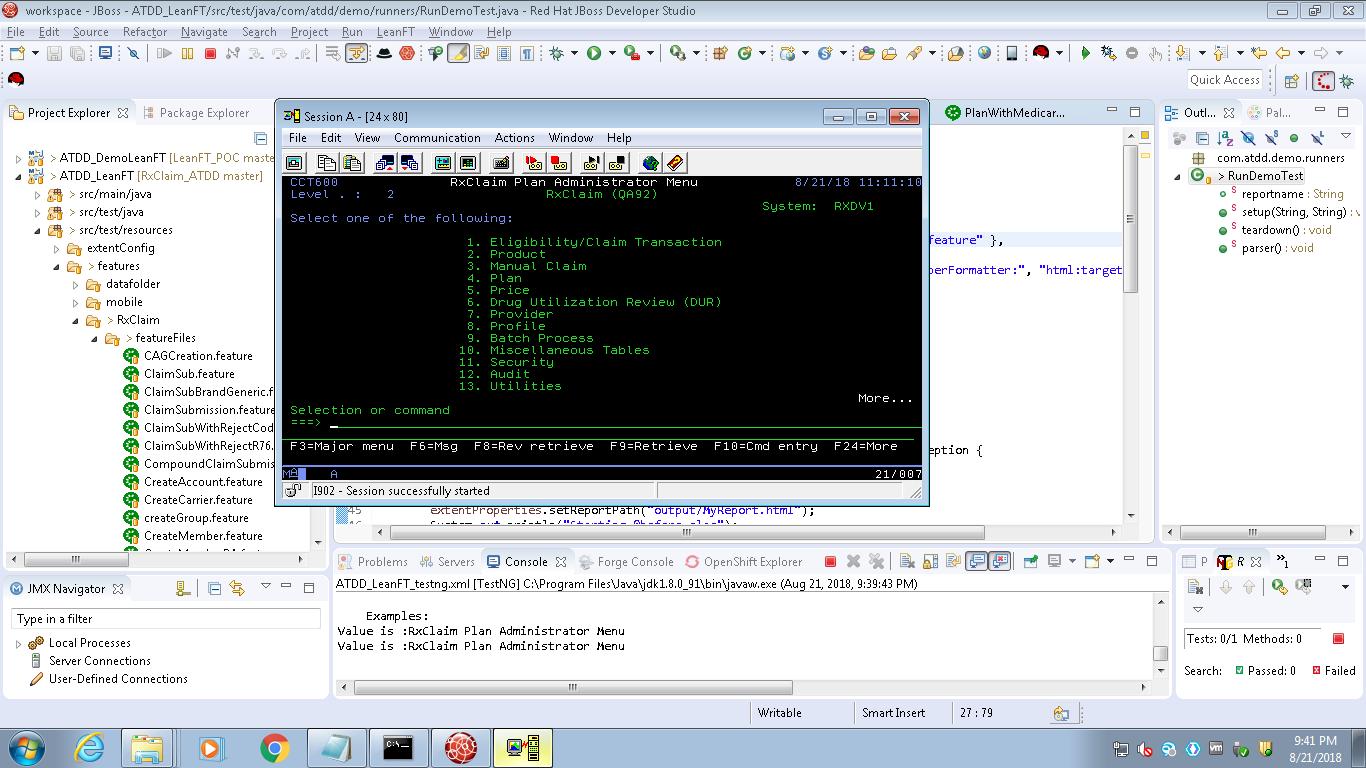 workspace - JBoss - ATDD_LeanFT/src/test/java/com/atdd/demo/runners/RunDemoTest.java - Red Hat JBoss Developer Studio
File Edit Source Refactor Navigate Search Project Run LeanFT Window Help
Quick Access
Project Explorer
Package Explorer
ATDD_DemoLeanFT [LeanFT_POC maste
> ATDD_LeanFT [RxClaim_ATDD master]
> src/main/java
> src/test/java
> src/test/resources
extentConfig
> features
datafolder
mobile
> RxClaim
> featureFiles
CAGCreation.feature
ClaimSub.feature
ClaimSubBrandGeneric.f
ClaimSubmission.feature
ClaimSubWithRejectCod
ClaimSubWithRejectR76.
CompoundClaimSubmis
CreateAccount.feature
CreateCarrier.feature
createGroup.feature
CreateMember.feature
Session A - [24 x 80]
File Edit View Communication Actions Window Help
CCT600 RxClaim Plan Administrator Menu 8/21/18 11:11:10
Level . : 2 RxClaim (QA92)
System: RXDV1
Select one of the following:
1. Eligibility/Claim Transaction
2. Product
3. Manual Claim
4. Plan
5. Price
6. Drug Utilization Review (DUR)
7. Provider
8. Profile
9. Batch Process
10. Miscellaneous Tables
11. Security
12. Audit
13. Utilities
More...
Selection or command
===>
F3=Major menu F6=Msg F8=Rev retrieve F9=Retrieve F10=Cmd entry F24=More
MA A 21/007
I902 - Session successfully started
PlanWithMedicar...
feature" },
perFormatter:", "html:target
eption {
45 extentProperties.setReportPath("output/MyReport.html");
Outl...
Pal...
com.atdd.demo.runners
> RunDemoTest
reportname : String
setup(String, String) : v
teardown() : void
parser() : void
JMX Navigator
Type in a filter
Local Processes
Server Connections
User-Defined Connections
Problems Servers Console Forge Console OpenShift Explorer
ATDD_LeanFT_testng.xml [TestNG] C:\Program Files\Java\jdk1.8.0_91\bin\javaw.exe (Aug 21, 2018, 9:39:43 PM)
Examples:
Value is :RxClaim Plan Administrator Menu
Value is :RxClaim Plan Administrator Menu
P R
Tests: 0/1 Methods: 0
Search: Passed: 0 Failed
Writable Smart Insert 27 : 79
9:41 PM
8/21/2018